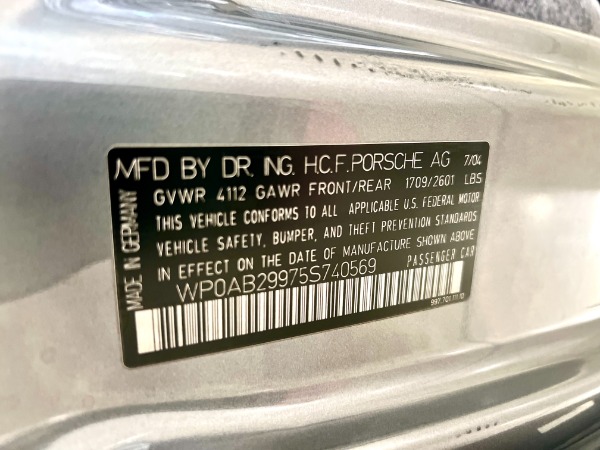 MFD BY DR. ING. H.C.F. PORSCHE AG 7/04
GVWR 4112 GAWR FRONT/REAR 1709/2601 LBS
THIS VEHICLE CONFORMS TO ALL APPLICABLE U.S. FEDERAL MOTOR
VEHICLE SAFETY, BUMPER, AND THEFT PREVENTION STANDARDS
IN EFFECT ON THE DATE OF MANUFACTURE SHOWN ABOVE
WP0AB29975S740569 PASSENGER CAR
MADE IN GERMANY